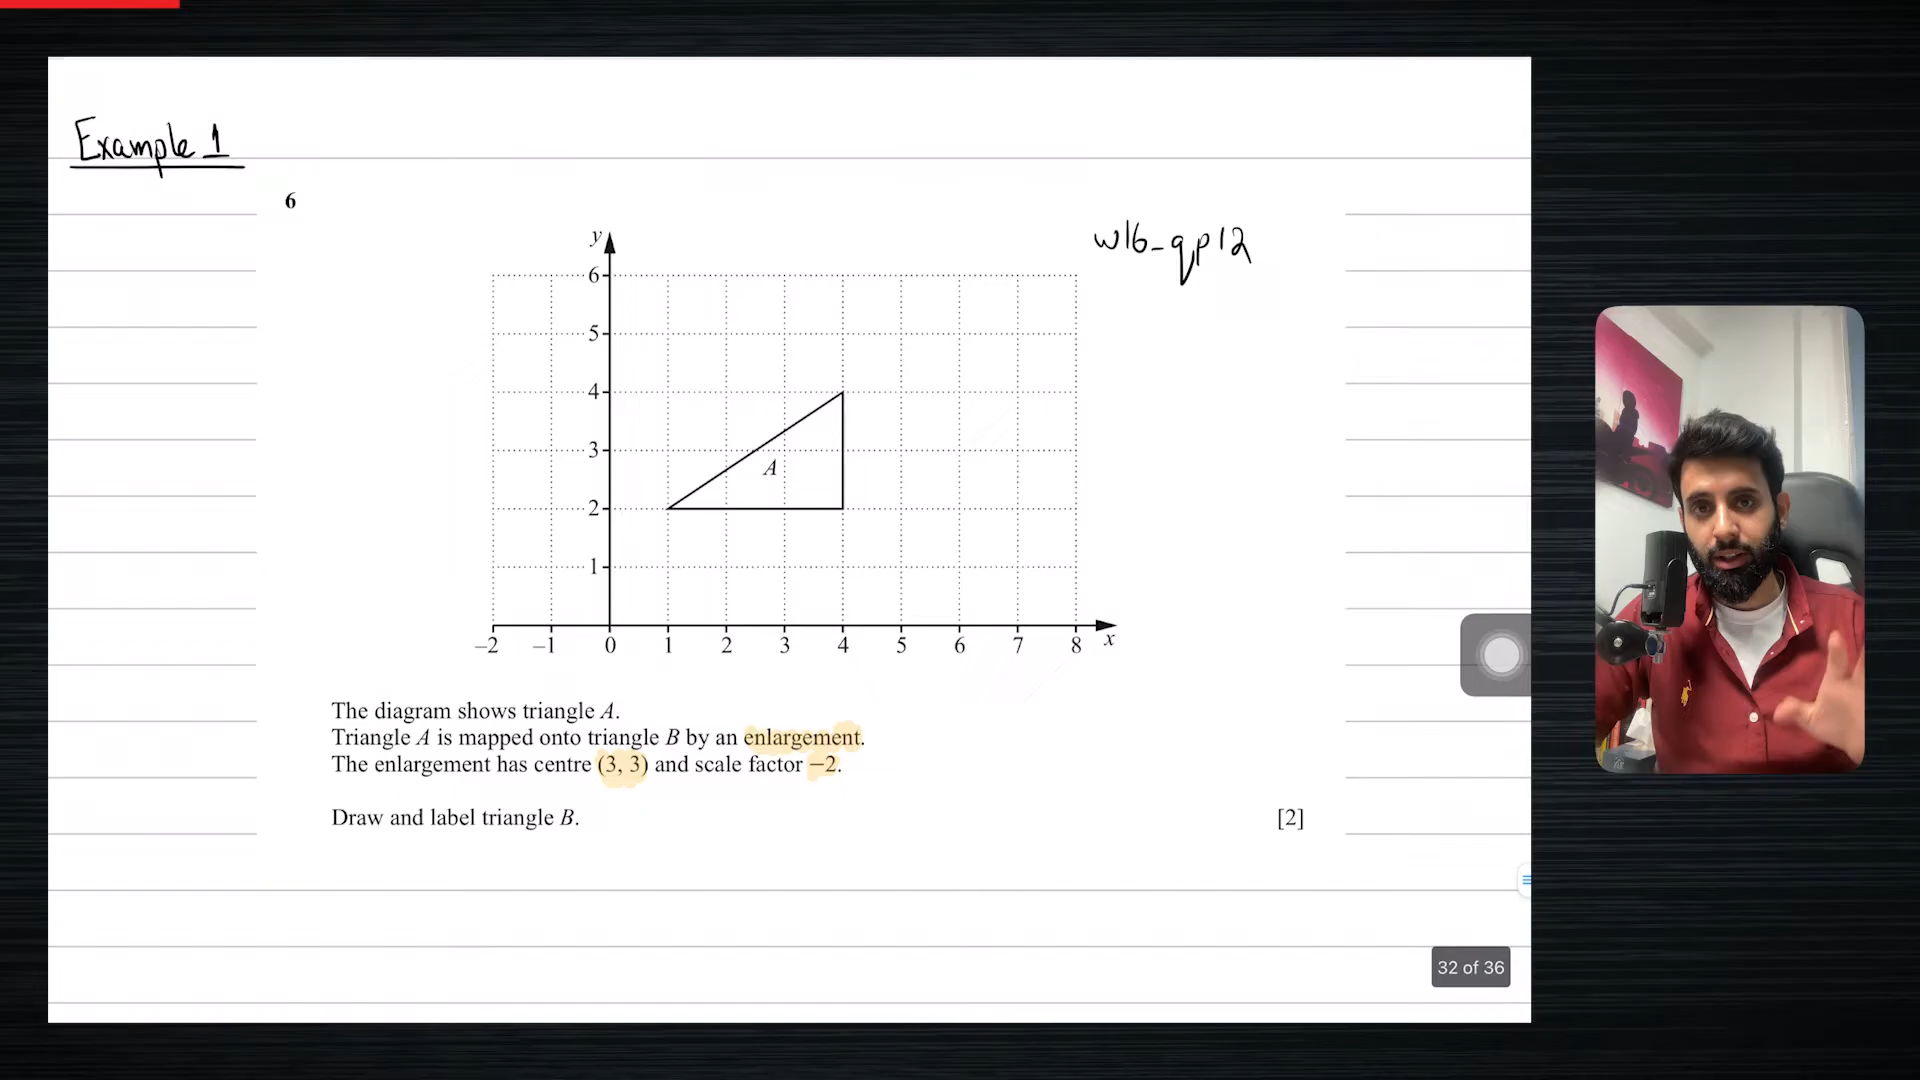 Example 1
6
w16-qp12
y
6
5
4
3
A
2
1
–2 –1 0 1 2 3 4 5 6 7 8 x
The diagram shows triangle A.
Triangle A is mapped onto triangle B by an enlargement.
The enlargement has centre (3, 3) and scale factor –2.
Draw and label triangle B. [2]
32 of 36